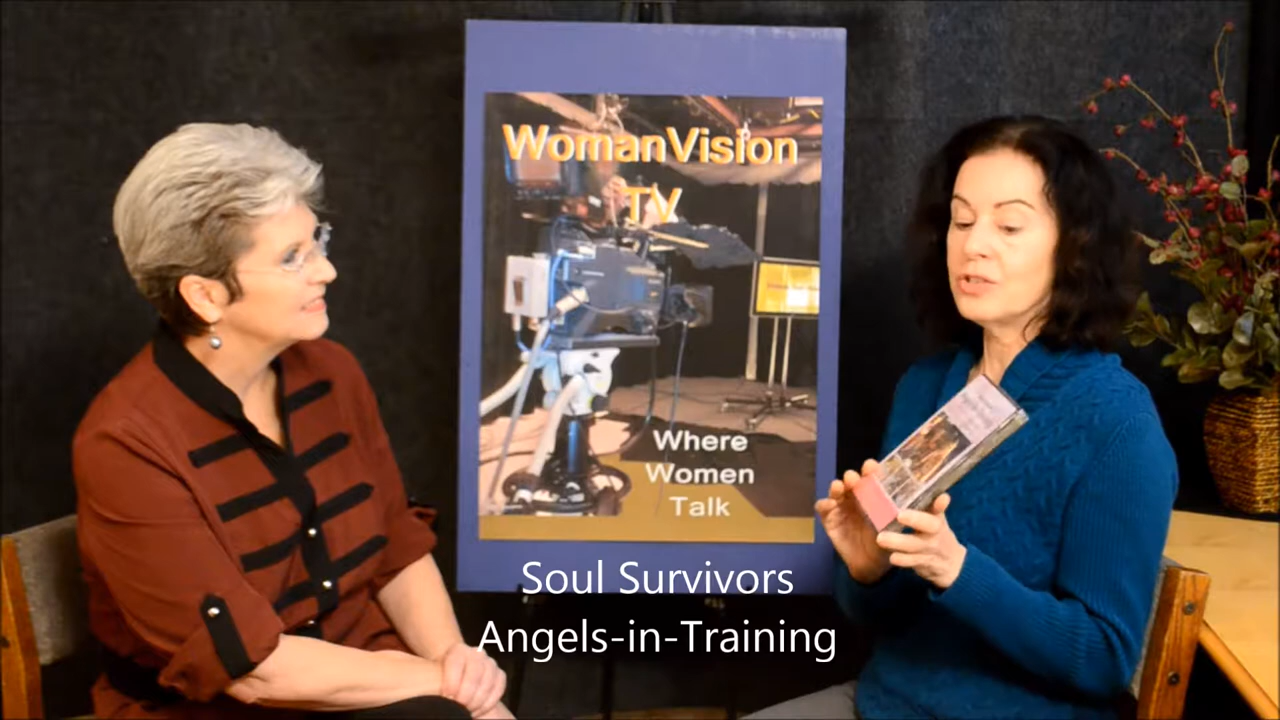 WomanVision
TV
Where
Women
Talk
Soul Survivors
Angels-in-Training